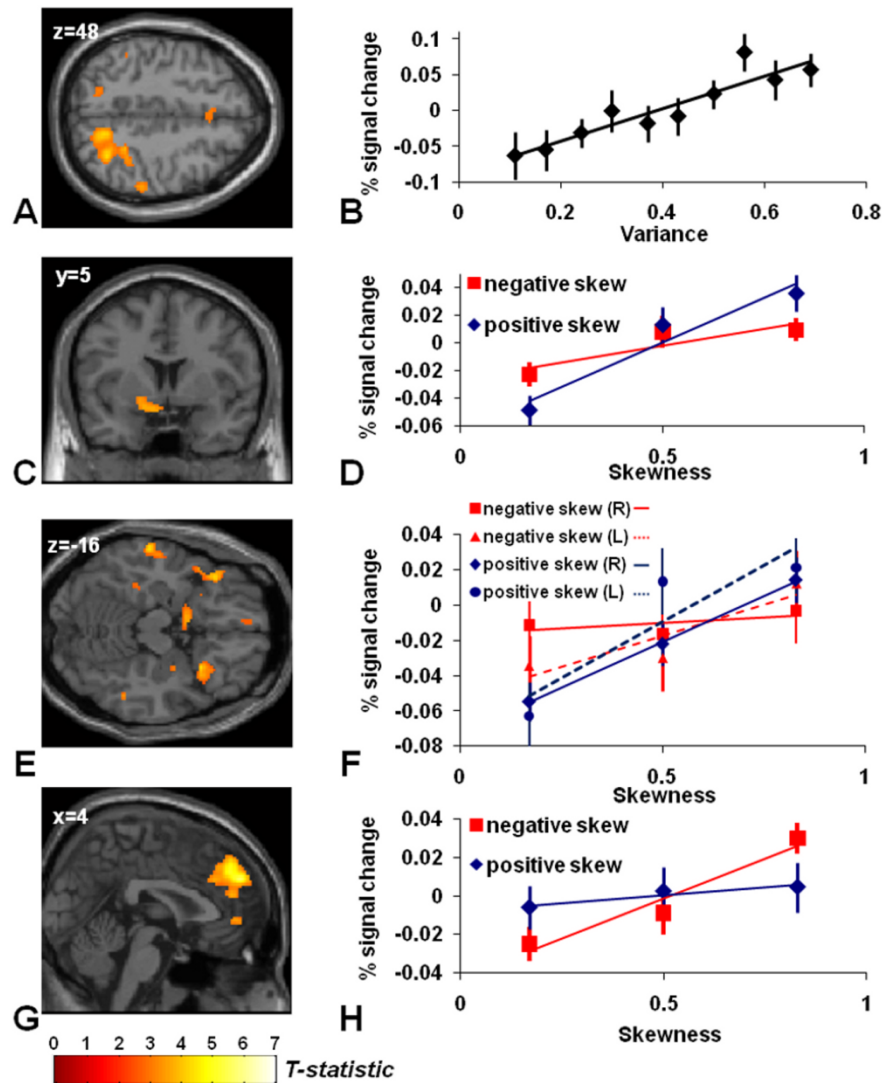 z=48
A
0.1
0.05
0
-0.05
-0.1
% signal change
0 0.2 0.4 0.6 0.8
Variance
B
y=5
C
negative skew
positive skew
0.04
0.02
0
-0.02
-0.04
-0.06
% signal change
0 0.5 1
Skewness
D
z=-16
E
negative skew (R)
negative skew (L)
positive skew (R)
positive skew (L)
0.04
0.02
0
-0.02
-0.04
-0.06
-0.08
% signal change
0 0.5 1
Skewness
F
x=4
G
negative skew
positive skew
0.04
0.02
0
-0.02
-0.04
% signal change
0 0.5 1
Skewness
H
0 1 2 3 4 5 6 7
T-statistic